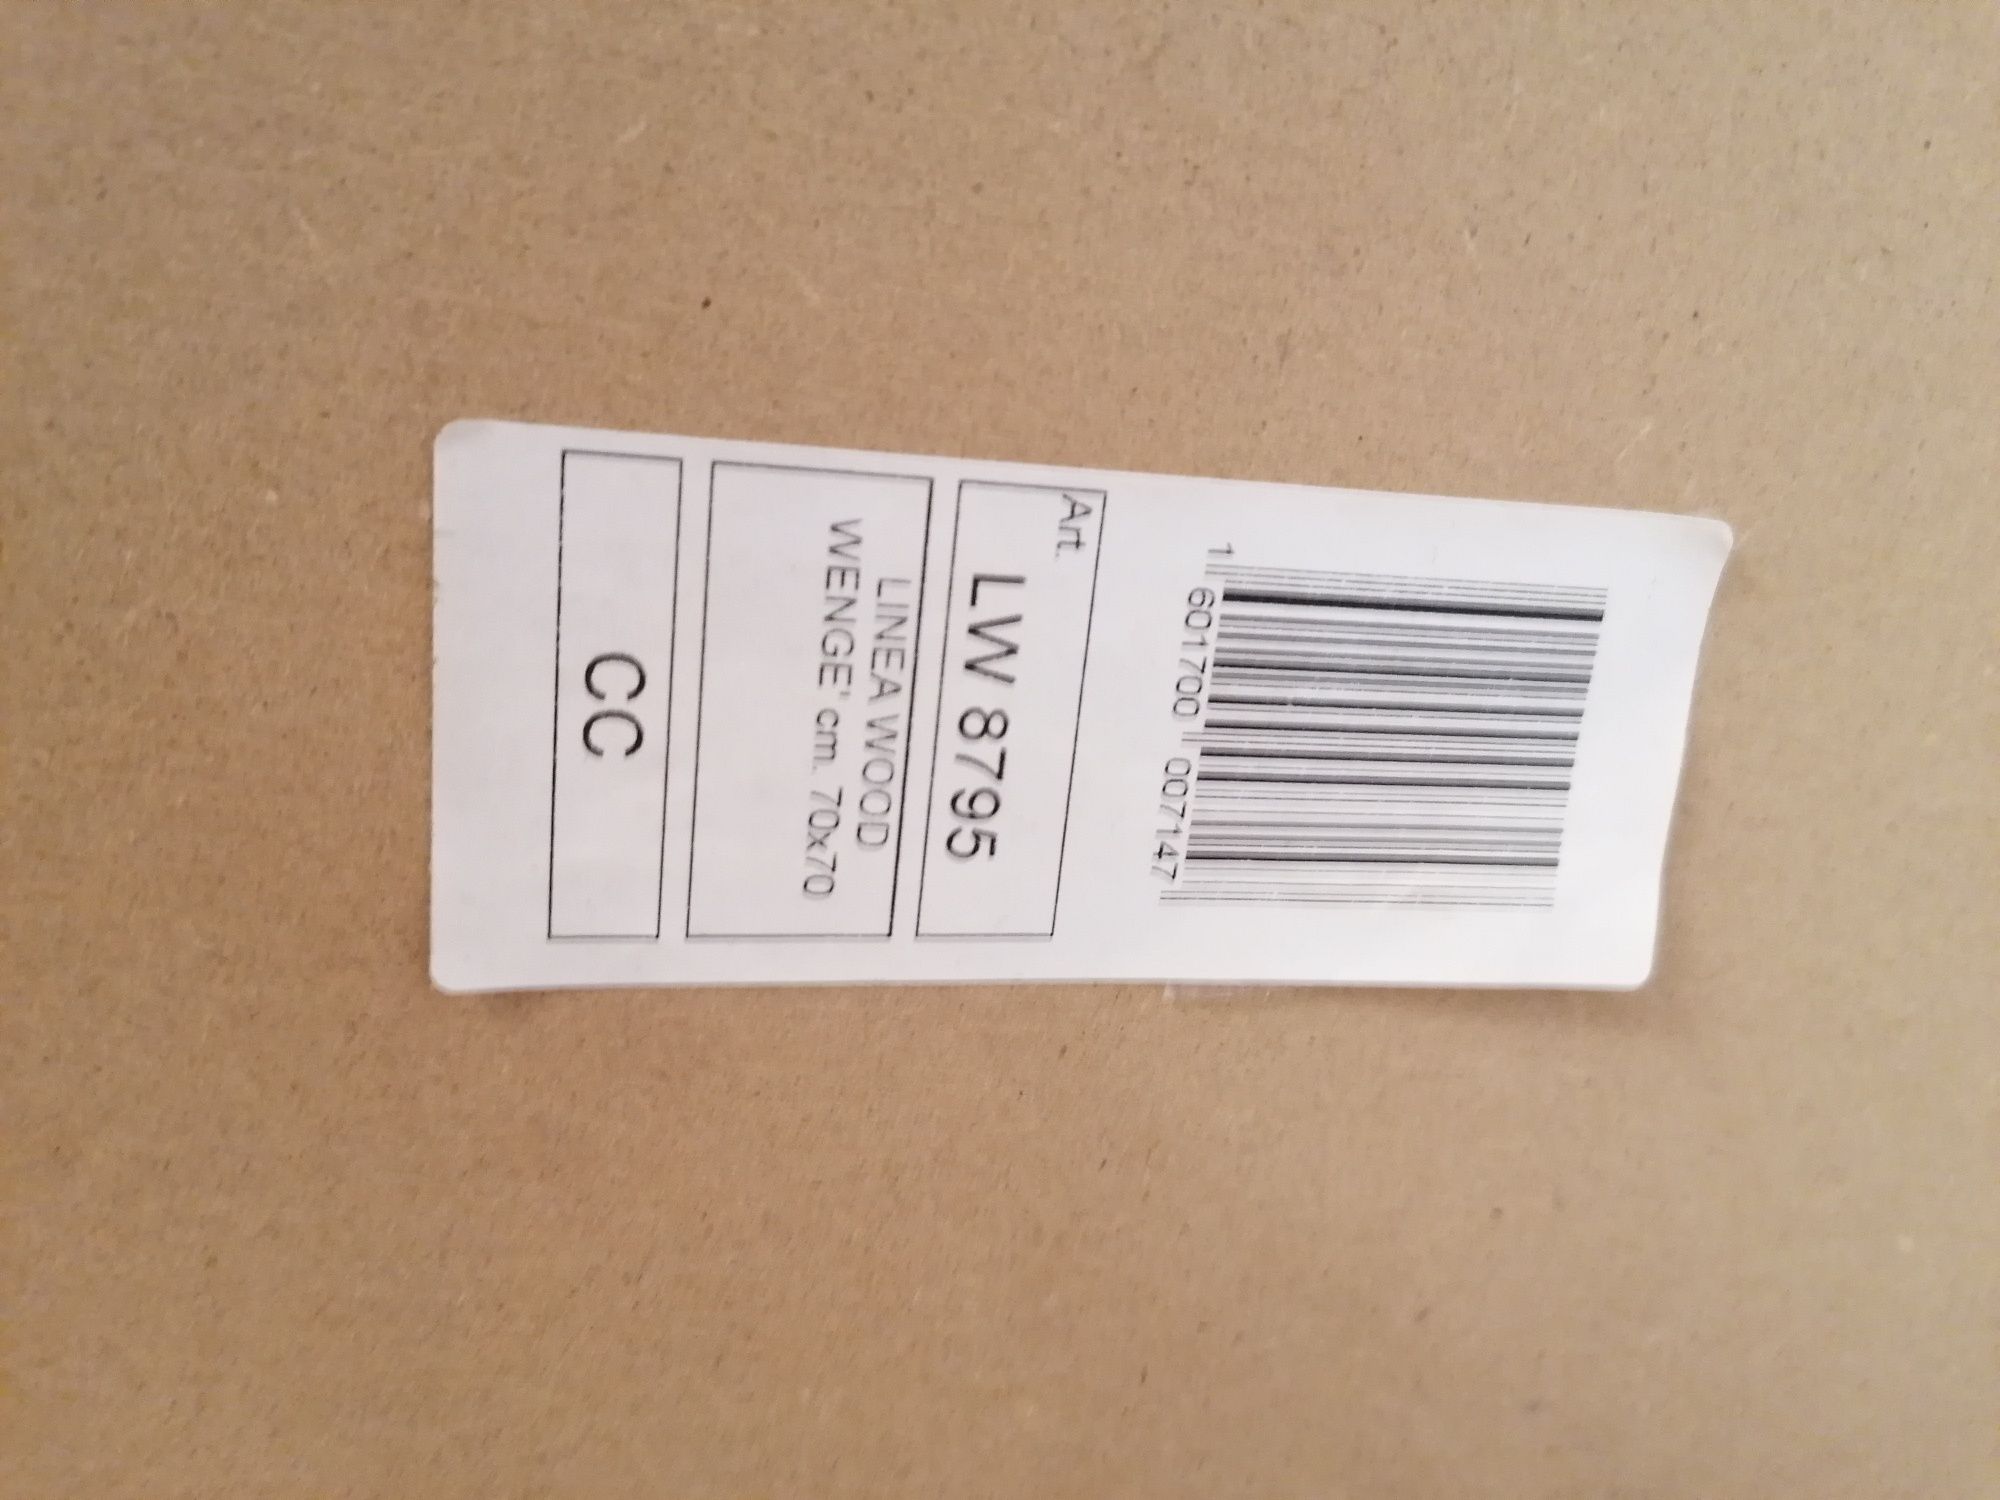 1 601700 007147
Art.
LW 8795
LINEA WOOD
WENGE' cm. 70x70
CC